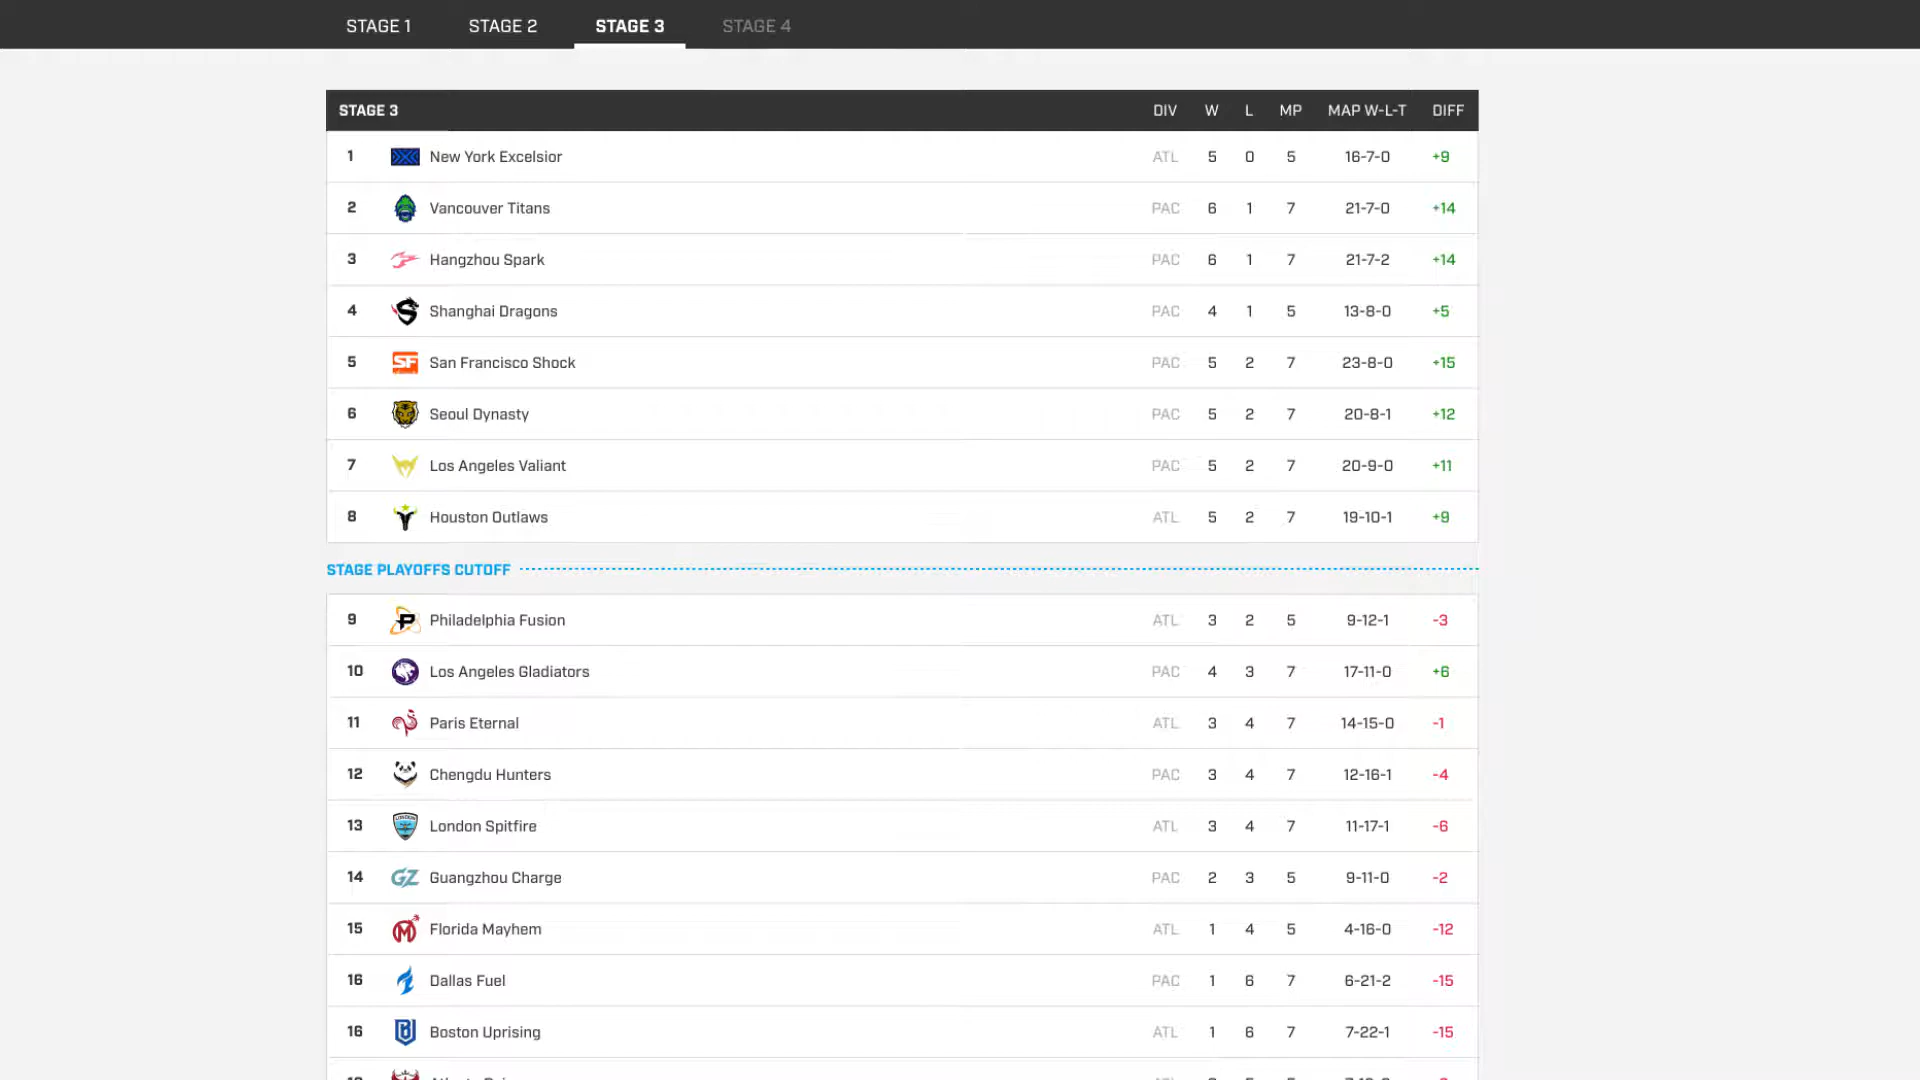 STAGE 1 STAGE 2 STAGE 3 STAGE 4
STAGE 3 DIV W L MP MAP W-L-T DIFF
1 New York Excelsior ATL 5 0 5 16-7-0 +9
2 Vancouver Titans PAC 6 1 7 21-7-0 +14
3 Hangzhou Spark PAC 6 1 7 21-7-2 +14
4 Shanghai Dragons PAC 4 1 5 13-8-0 +5
5 SF San Francisco Shock PAC 5 2 7 23-8-0 +15
6 Seoul Dynasty PAC 5 2 7 20-8-1 +12
7 Los Angeles Valiant PAC 5 2 7 20-9-0 +11
8 Houston Outlaws ATL 5 2 7 19-10-1 +9
STAGE PLAYOFFS CUTOFF
9 Philadelphia Fusion ATL 3 2 5 9-12-1 -3
10 Los Angeles Gladiators PAC 4 3 7 17-11-0 +6
11 Paris Eternal ATL 3 4 7 14-15-0 -1
12 Chengdu Hunters PAC 3 4 7 12-16-1 -4
13 London Spitfire ATL 3 4 7 11-17-1 -6
14 GZ Guangzhou Charge PAC 2 3 5 9-11-0 -2
15 Florida Mayhem ATL 1 4 5 4-16-0 -12
16 Dallas Fuel PAC 1 6 7 6-21-2 -15
16 Boston Uprising ATL 1 6 7 7-22-1 -15